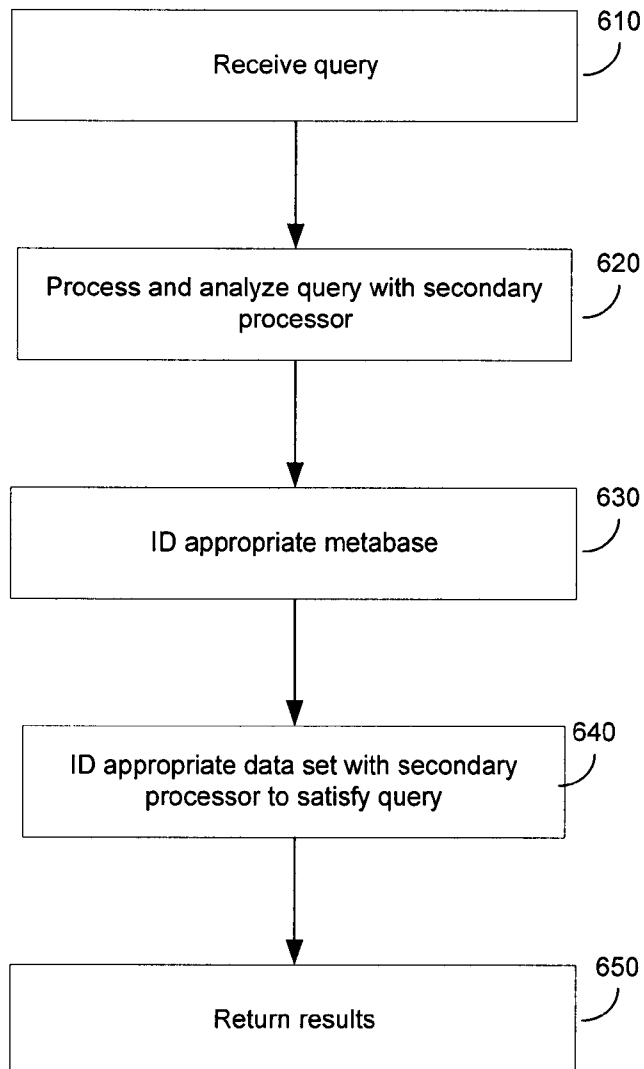 610
Receive query
620
Process and analyze query with secondary
processor
630
ID appropriate metabase
640
ID appropriate data set with secondary
processor to satisfy query
650
Return results